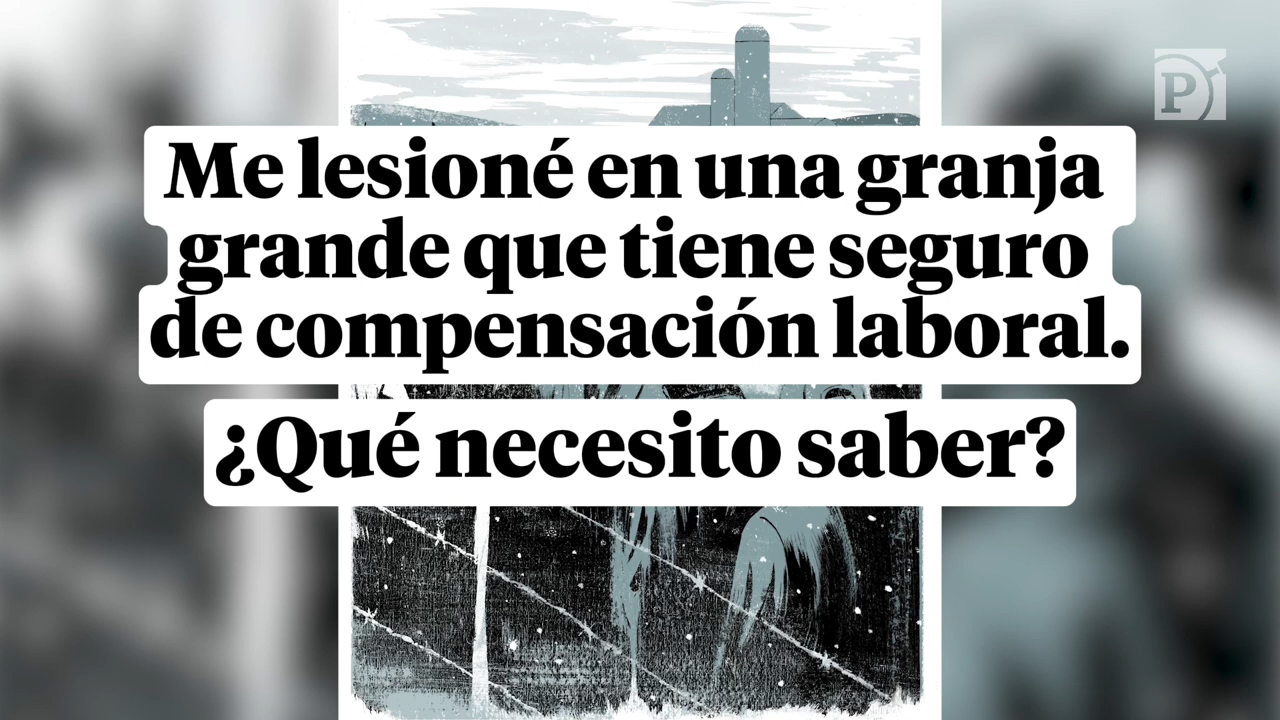 Me lesioné en una granja
grande que tiene seguro
de compensación laboral.
¿Qué necesito saber?
P